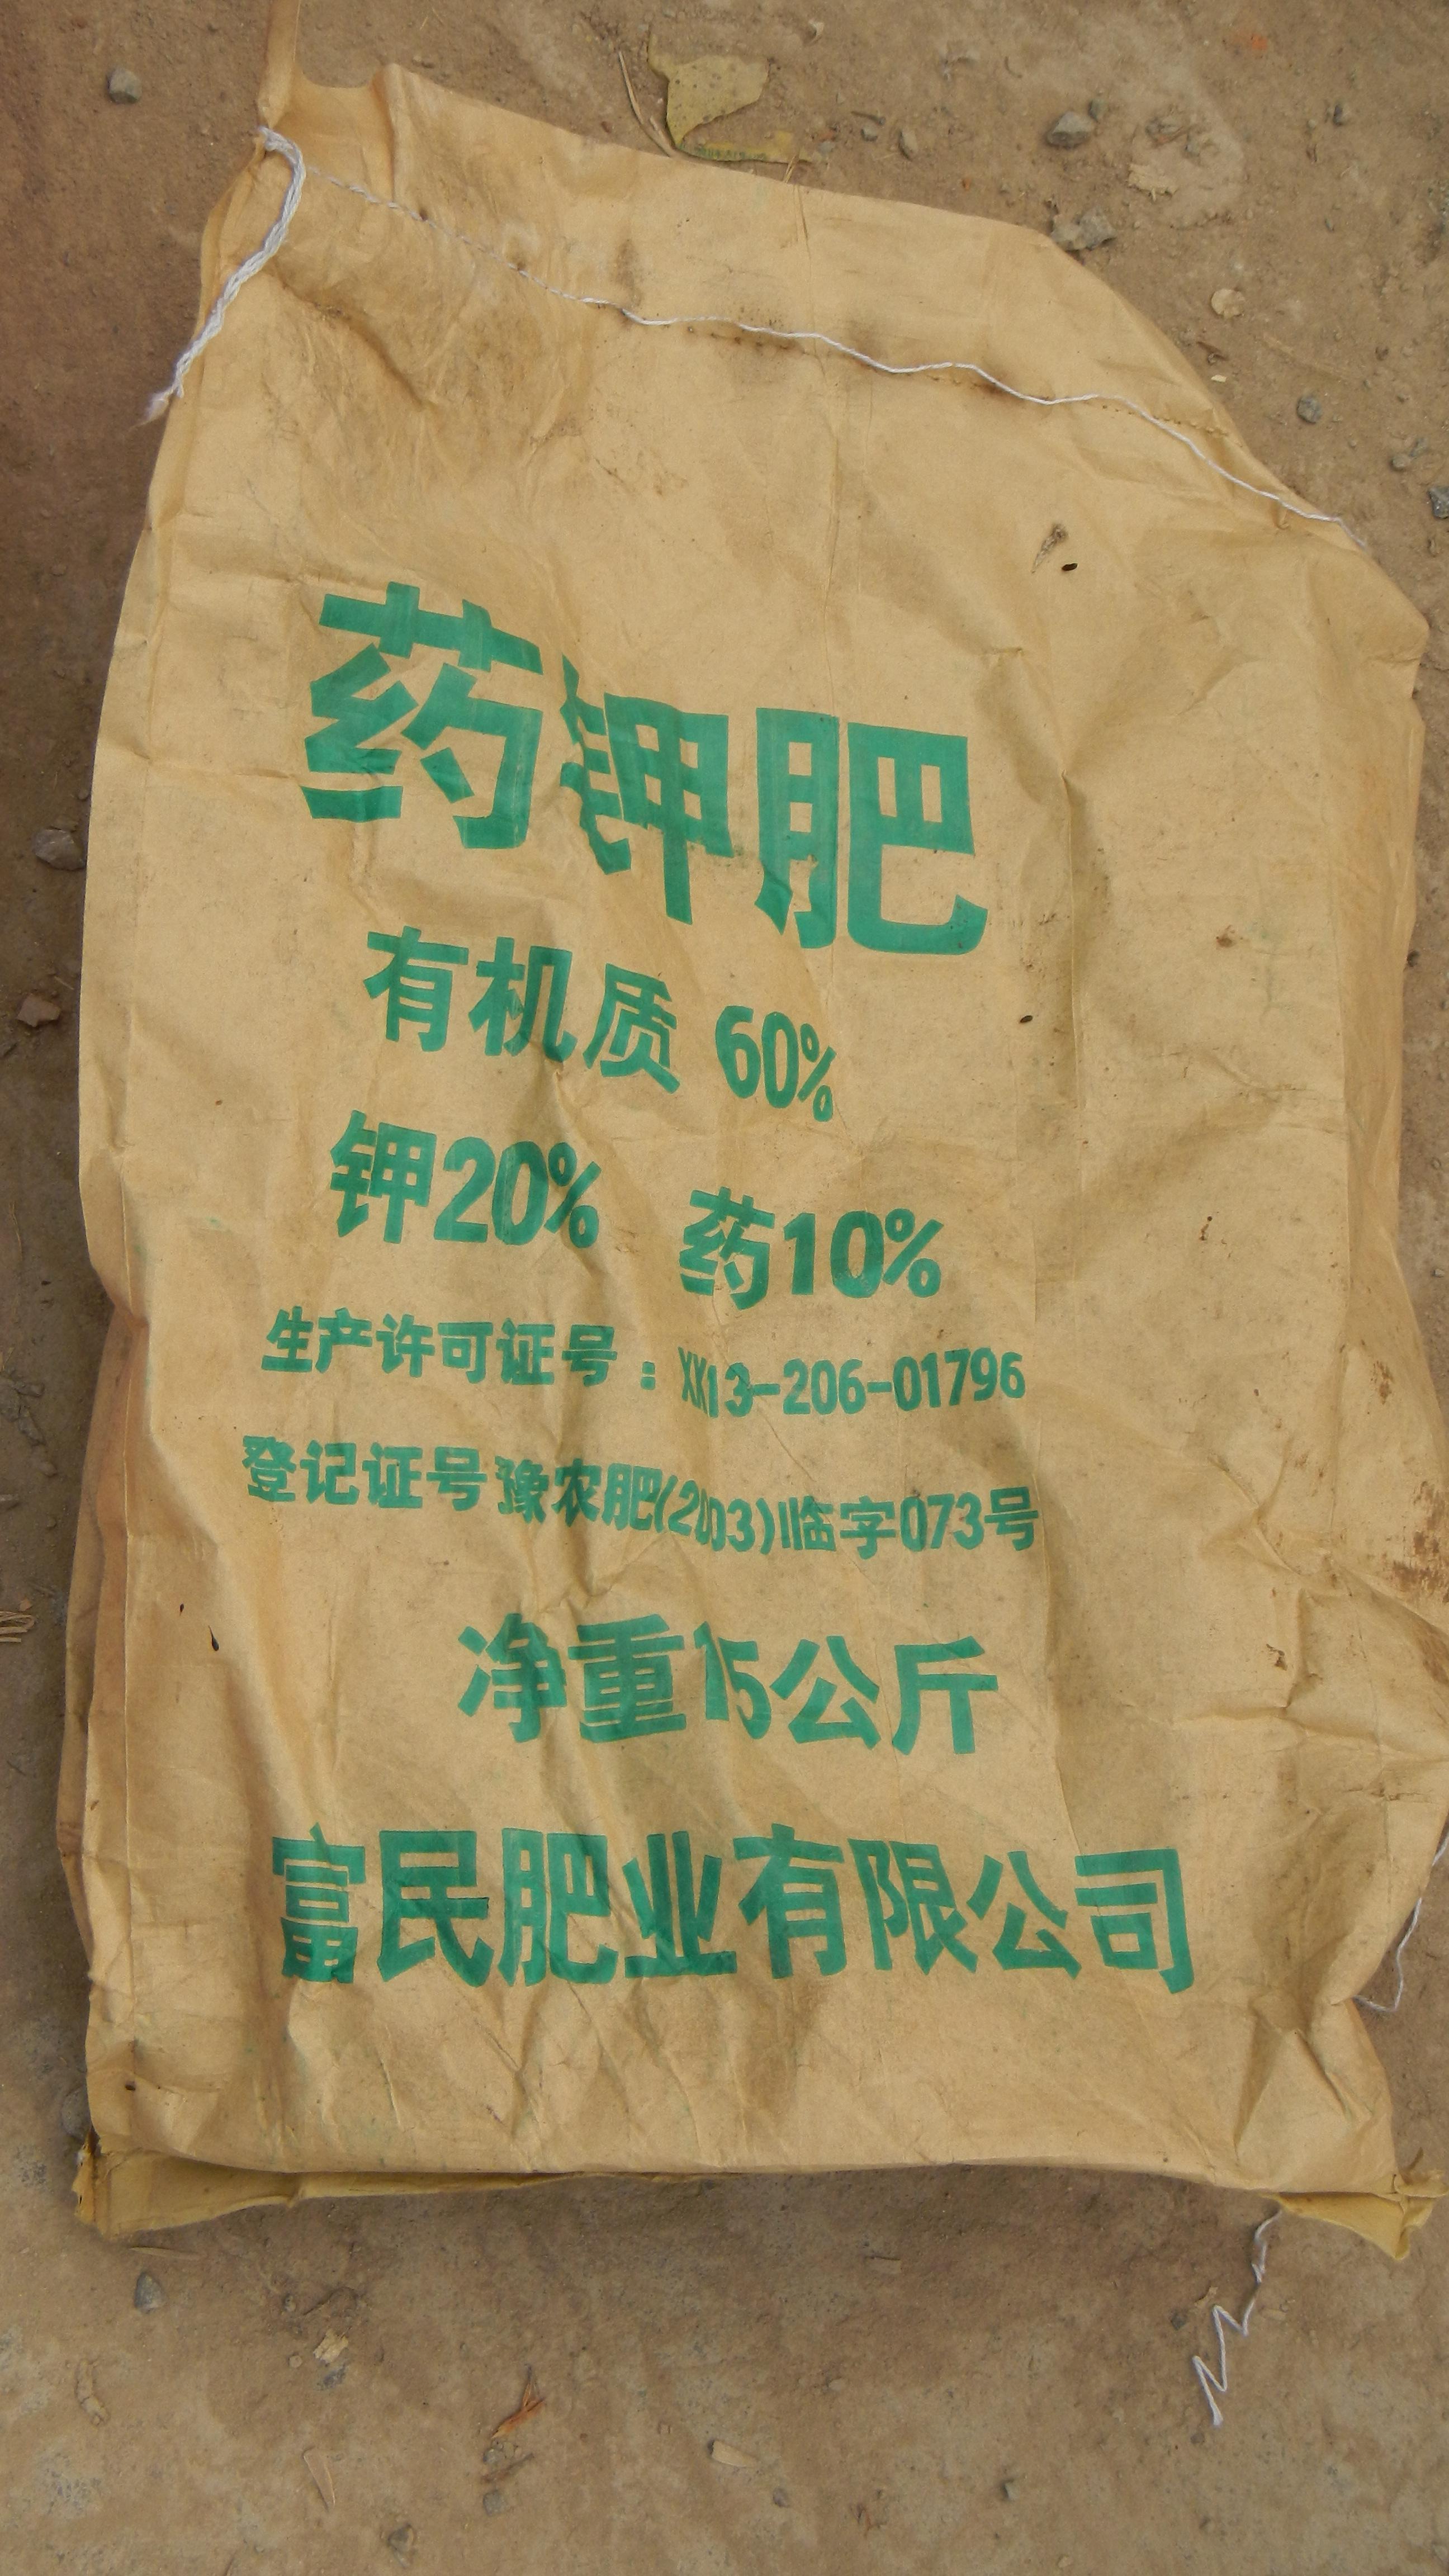 药钾肥
有机质 60%
钾20% 药10%
生产许可证号：XK13-206-01796
登记证号豫农肥(2003)临字073号
净重15公斤
富民肥业有限公司